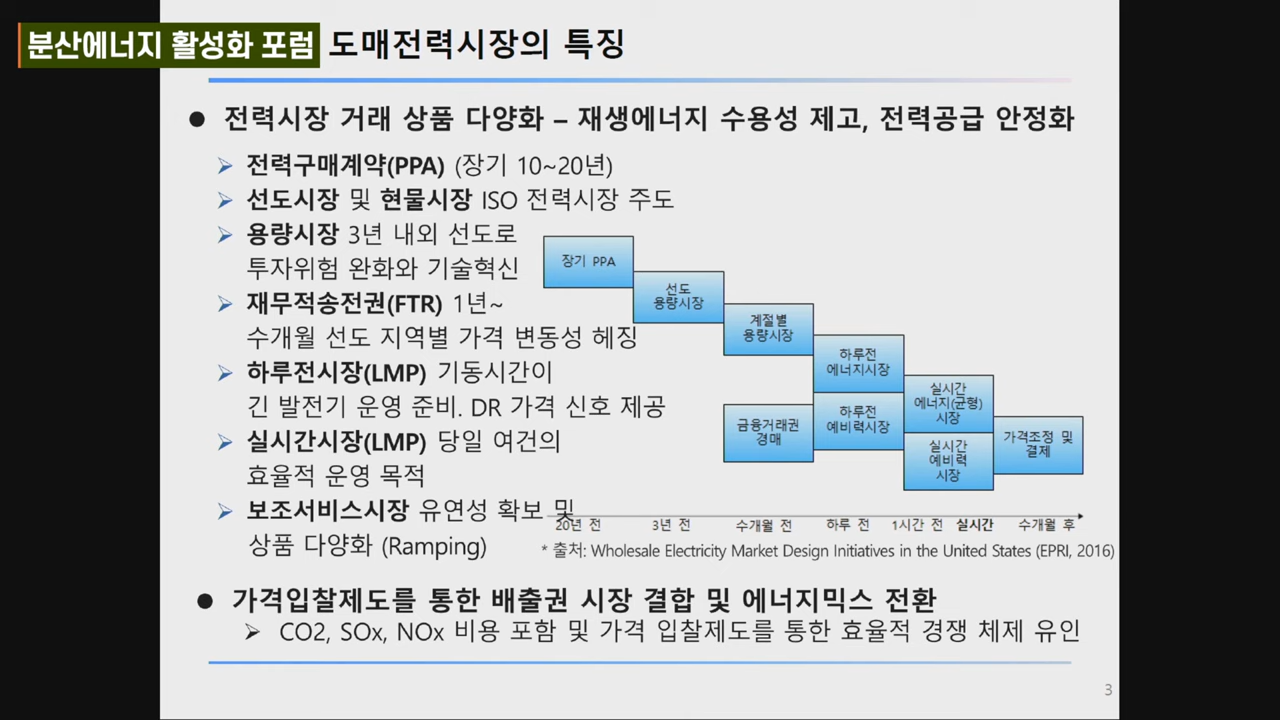 분산에너지 활성화 포럼
도매전력시장의 특징
● 전력시장 거래 상품 다양화 – 재생에너지 수용성 제고, 전력공급 안정화
➢ 전력구매계약(PPA) (장기 10~20년)
➢ 선도시장 및 현물시장 ISO 전력시장 주도
➢ 용량시장 3년 내외 선도로
투자위험 완화와 기술혁신
➢ 재무적송전권(FTR) 1년~
수개월 선도 지역별 가격 변동성 헤징
➢ 하루전시장(LMP) 기동시간이
긴 발전기 운영 준비. DR 가격 신호 제공
➢ 실시간시장(LMP) 당일 여건의
효율적 운영 목적
➢ 보조서비스시장 유연성 확보 및
상품 다양화 (Ramping)
장기 PPA
선도
용량시장
계절별
용량시장
하루전
에너지시장
실시간
에너지(균형)
시장
금융거래권
경매
하루전
예비력시장
실시간
예비력
시장
가격조정 및
결제
20년 전 3년 전 수개월 전 하루 전 1시간 전 실시간 수개월 후
* 출처: Wholesale Electricity Market Design Initiatives in the United States (EPRI, 2016)
● 가격입찰제도를 통한 배출권 시장 결합 및 에너지믹스 전환
➢ CO2, SOx, NOx 비용 포함 및 가격 입찰제도를 통한 효율적 경쟁 체제 유인
3